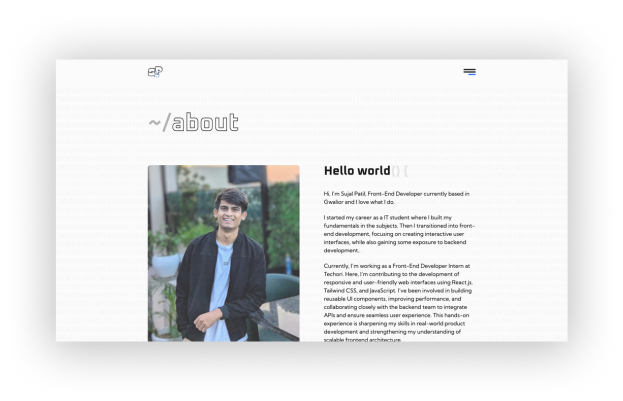 ~/about
Hello world() {
Hi, I'm Sujal Patil, Front-End Developer currently based in
Gwalior and I love what I do.
I started my career as a IT student where I built my
fundamentals in the subjects. Then I transitioned into front-
end development, focusing on creating interactive user
interfaces, while also gaining some exposure to backend
development.
Currently, I'm working as a Front-End Developer Intern at
Techori. Here, I'm contributing to the development of
responsive and user-friendly web interfaces using React.js,
Tailwind CSS, and JavaScript. I've been involved in building
reusable UI components, improving performance, and
collaborating closely with the backend team to integrate
APIs and ensure seamless user experience. This hands-on
experience is sharpening my skills in real-world product
development and strengthening my understanding of
scalable frontend architecture.